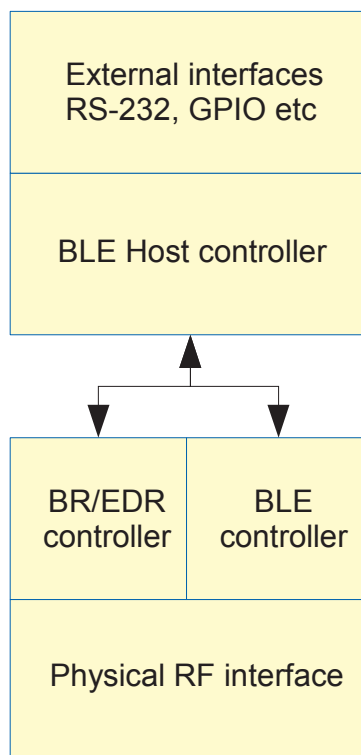 External interfaces
RS-232, GPIO etc
BLE Host controller
BR/EDR
controller
BLE
controller
Physical RF interface